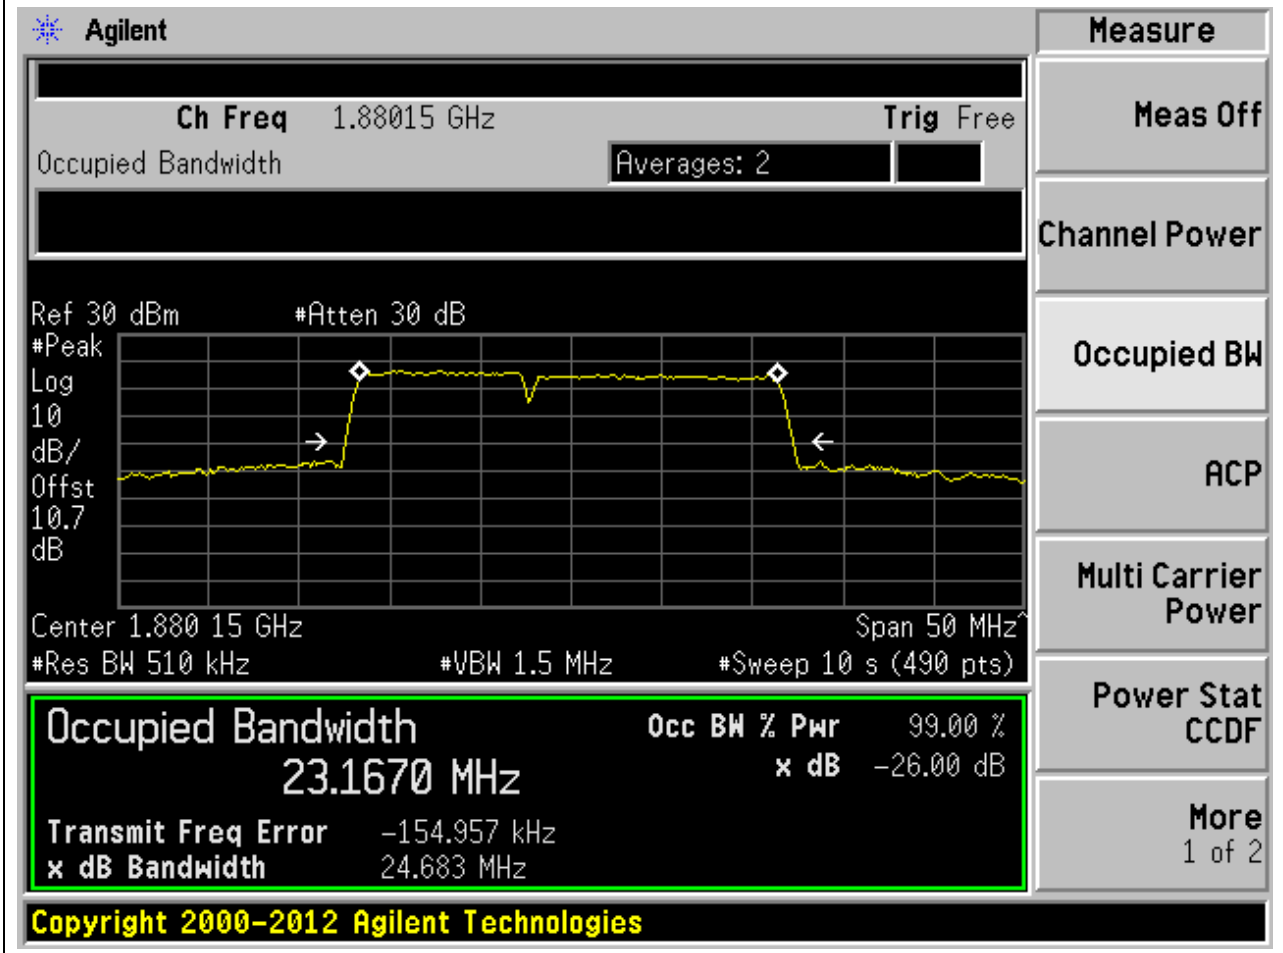 Agilent
Measure
Ch Freq 1.88015 GHz Trig Free
Occupied Bandwidth Averages: 2
Ref 30 dBm #Atten 30 dB
#Peak
Log
10
dB/
Offst
10.7
dB
Center 1.880 15 GHz Span 50 MHz^
#Res BW 510 kHz #VBW 1.5 MHz #Sweep 10 s (490 pts)
Occupied Bandwidth Occ BW % Pwr 99.00 %
23.1670 MHz x dB -26.00 dB
Transmit Freq Error -154.957 kHz
x dB Bandwidth 24.683 MHz
Copyright 2000-2012 Agilent Technologies
Meas Off
Channel Power
Occupied BW
ACP
Multi Carrier
Power
Power Stat
CCDF
More
1 of 2